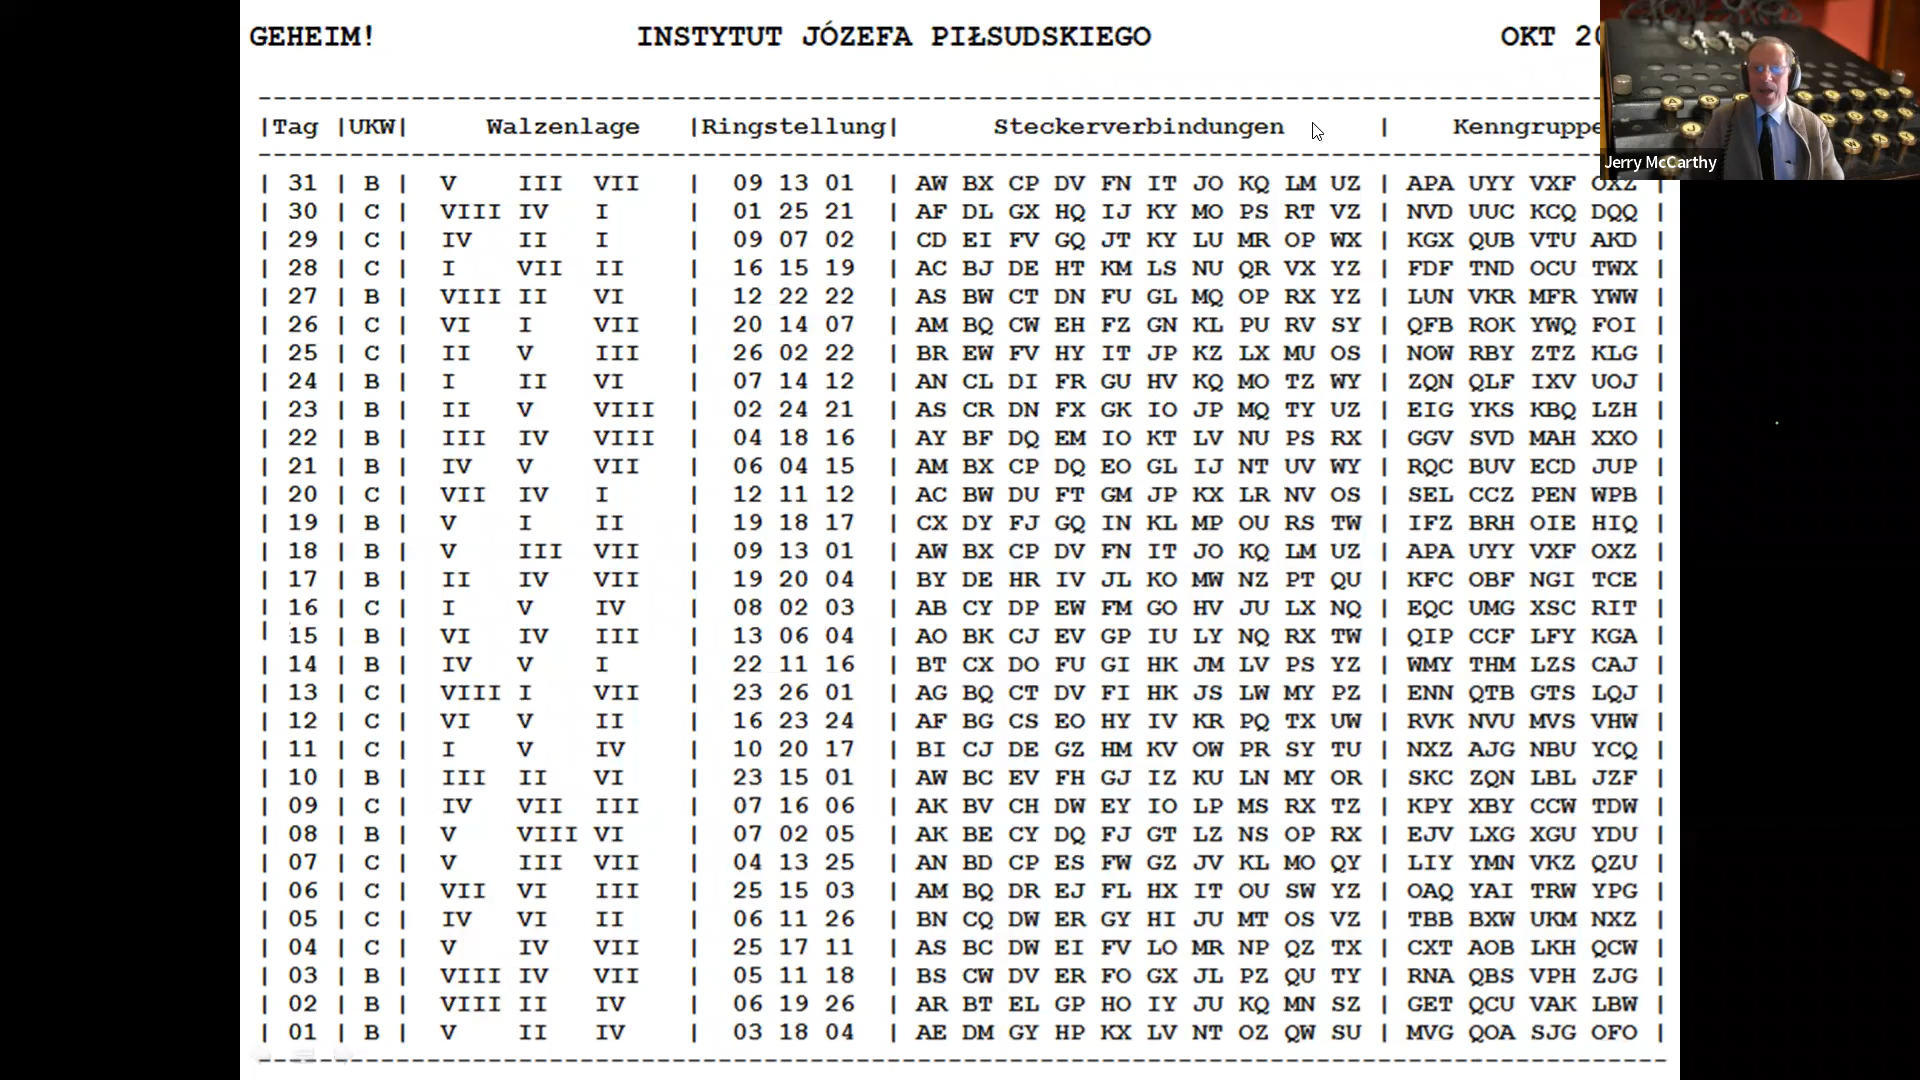 GEHEIM! INSTYTUT JÓZEFA PIŁSUDSKIEGO OKT
|Tag |UKW| Walzenlage |Ringstellung| Steckerverbindungen | Kenngruppe
Jerry McCarthy
| 31 | B | V III VII | 09 13 01 | AW BX CP DV FN IT JO KQ LM UZ | APA UYY VXF OXZ |
| 30 | C | VIII IV I | 01 25 21 | AF DL GX HQ IJ KY MO PS RT VZ | NVD UUC KCQ DQQ |
| 29 | C | IV II I | 09 07 02 | CD EI FV GQ JT KY LU MR OP WX | KGX QUB VTU AKD |
| 28 | C | I VII II | 16 15 19 | AC BJ DE HT KM LS NU QR VX YZ | FDF TND OCU TWX |
| 27 | B | VIII II VI | 12 22 22 | AS BW CT DN FU GL MQ OP RX YZ | LUN VKR MFR YWW |
| 26 | C | VI I VII | 20 14 07 | AM BQ CW EH FZ GN KL PU RV SY | QFB ROK YWQ FOI |
| 25 | C | II V III | 26 02 22 | BR EW FV HY IT JP KZ LX MU OS | NOW RBY ZTZ KLG |
| 24 | B | I II VI | 07 14 12 | AN CL DI FR GU HV KQ MO TZ WY | ZQN QLF IXV UOJ |
| 23 | B | II V VIII | 02 24 21 | AS CR DN FX GK IO JP MQ TY UZ | EIG YKS KBQ LZH |
| 22 | B | III IV VIII | 04 18 16 | AY BF DQ EM IO KT LV NU PS RX | GGV SVD MAH XXO |
| 21 | B | IV V VII | 06 04 15 | AM BX CP DQ EO GL IJ NT UV WY | RQC BUV ECD JUP |
| 20 | C | VII IV I | 12 11 12 | AC BW DU FT GM JP KX LR NV OS | SEL CCZ PEN WPB |
| 19 | B | V I II | 19 18 17 | CX DY FJ GQ IN KL MP OU RS TW | IFZ BRH OIE HIQ |
| 18 | B | V III VII | 09 13 01 | AW BX CP DV FN IT JO KQ LM UZ | APA UYY VXF OXZ |
| 17 | B | II IV VII | 19 20 04 | BY DE HR IV JL KO MW NZ PT QU | KFC OBF NGI TCE |
| 16 | C | I V IV | 08 02 03 | AB CY DP EW FM GO HV JU LX NQ | EQC UMG XSC RIT |
| 15 | B | VI IV III | 13 06 04 | AO BK CJ EV GP IU LY NQ RX TW | QIP CCF LFY KGA |
| 14 | B | IV V I | 22 11 16 | BT CX DO FU GI HK JM LV PS YZ | WMY THM LZS CAJ |
| 13 | C | VIII I VII | 23 26 01 | AG BQ CT DV FI HK JS LW MY PZ | ENN QTB GTS LQJ |
| 12 | C | VI V II | 16 23 24 | AF BG CS EO HY IV KR PQ TX UW | RVK NVU MVS VHW |
| 11 | C | I V IV | 10 20 17 | BI CJ DE GZ HM KV OW PR SY TU | NXZ AJG NBU YCQ |
| 10 | B | III II VI | 23 15 01 | AW BC EV FH GJ IZ KU LN MY OR | SKC ZQN LBL JZF |
| 09 | C | IV VII III | 07 16 06 | AK BV CH DW EY IO LP MS RX TZ | KPY XBY CCW TDW |
| 08 | B | V VIII VI | 07 02 05 | AK BE CY DQ FJ GT LZ NS OP RX | EJV LXG XGU YDU |
| 07 | C | V III VII | 04 13 25 | AN BD CP ES FW GZ JV KL MO QY | LIY YMN VKZ QZU |
| 06 | C | VII VI III | 25 15 03 | AM BQ DR EJ FL HX IT OU SW YZ | OAQ YAI TRW YPG |
| 05 | C | IV VI II | 06 11 26 | BN CQ DW ER GY HI JU MT OS VZ | TBB BXW UKM NXZ |
| 04 | C | V IV VII | 25 17 11 | AS BC DW EI FV LO MR NP QZ TX | CXT AOB LKH QCW |
| 03 | B | VIII IV VII | 05 11 18 | BS CW DV ER FO GX JL PZ QU TY | RNA QBS VPH ZJG |
| 02 | B | VIII II IV | 06 19 26 | AR BT EL GP HO IY JU KQ MN SZ | GET QCU VAK LBW |
| 01 | B | V II IV | 03 18 04 | AE DM GY HP KX LV NT OZ QW SU | MVG QOA SJG OFO |